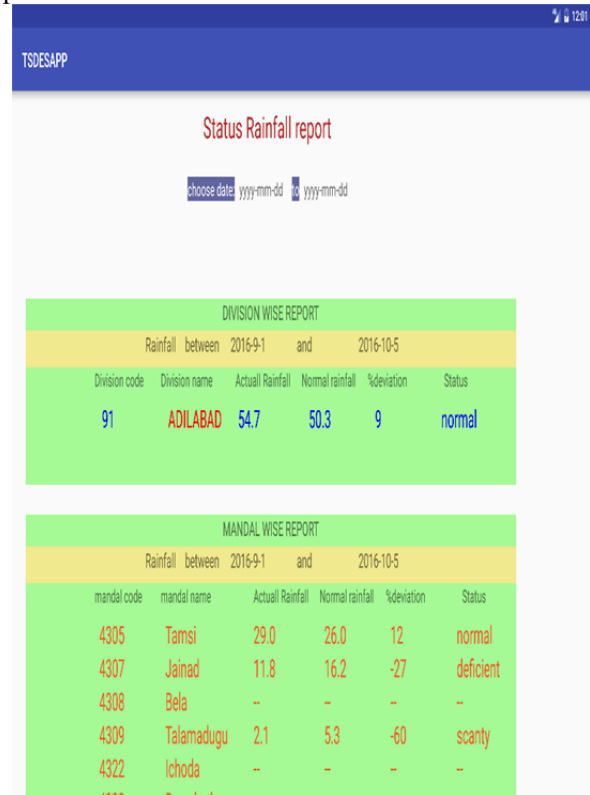 12:01
TSDESAPP
Status Rainfall report
choose date: yyyy-mm-dd to yyyy-mm-dd
DIVISION WISE REPORT
Rainfall between 2016-9-1 and 2016-10-5
Division code Division name Actuall Rainfall Normal rainfall %deviation Status
91 ADILABAD 54.7 50.3 9 normal
MANDAL WISE REPORT
Rainfall between 2016-9-1 and 2016-10-5
mandal code mandal name Actuall Rainfall Normal rainfall %deviation Status
4305 Tamsi 29.0 26.0 12 normal
4307 Jainad 11.8 16.2 -27 deficient
4308 Bela -- -- -- --
4309 Talamadugu 2.1 5.3 -60 scanty
4322 Ichoda -- -- -- --